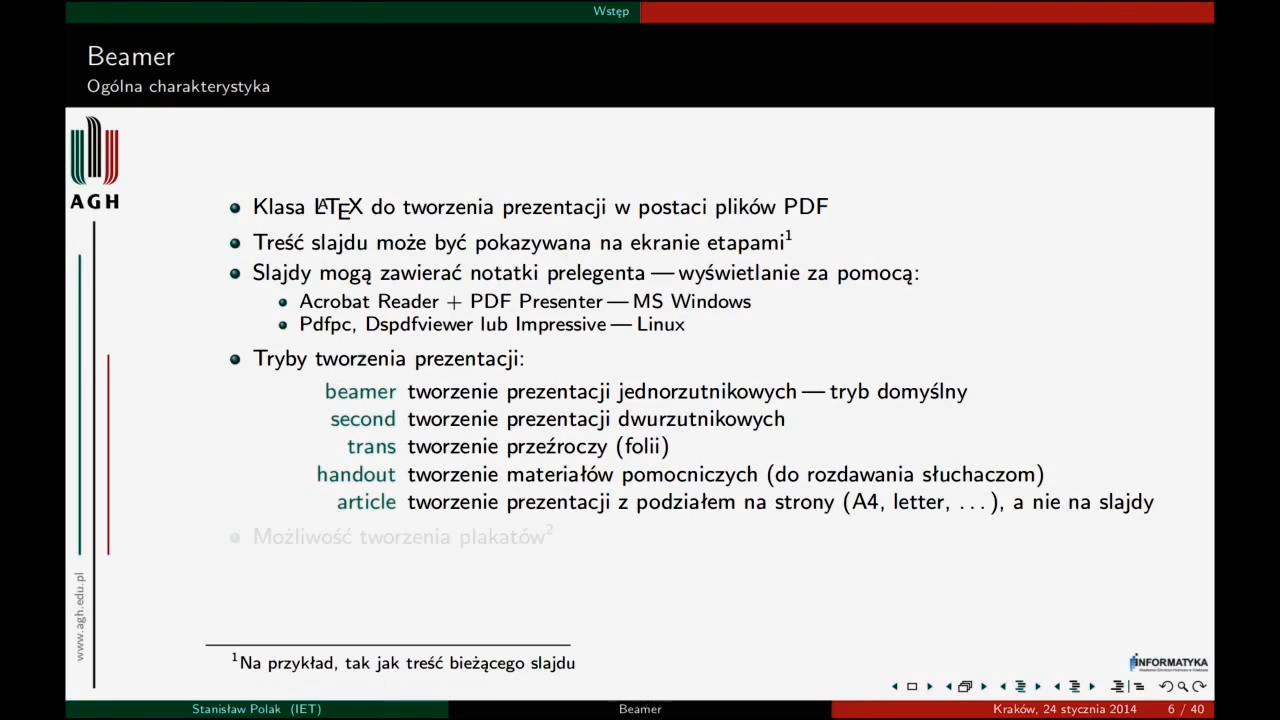 Wstęp
Beamer
Ogólna charakterystyka
AGH
• Klasa LATEX do tworzenia prezentacji w postaci plików PDF
• Treść slajdu może być pokazywana na ekranie etapami1
• Slajdy mogą zawierać notatki prelegenta — wyświetlanie za pomocą:
• Acrobat Reader + PDF Presenter — MS Windows
• Pdfpc, Dspdfviewer lub Impressive — Linux
• Tryby tworzenia prezentacji:
beamer tworzenie prezentacji jednorzutnikowych — tryb domyślny
second tworzenie prezentacji dwurzutnikowych
trans tworzenie przeźroczy (folii)
handout tworzenie materiałów pomocniczych (do rozdawania słuchaczom)
article tworzenie prezentacji z podziałem na strony (A4, letter, ...), a nie na slajdy
• Możliwość tworzenia plakatów2
www.agh.edu.pl
1Na przykład, tak jak treść bieżącego slajdu
INFORMATYKA
Stanisław Polak (IET) Beamer Kraków, 24 stycznia 2014 6 / 40